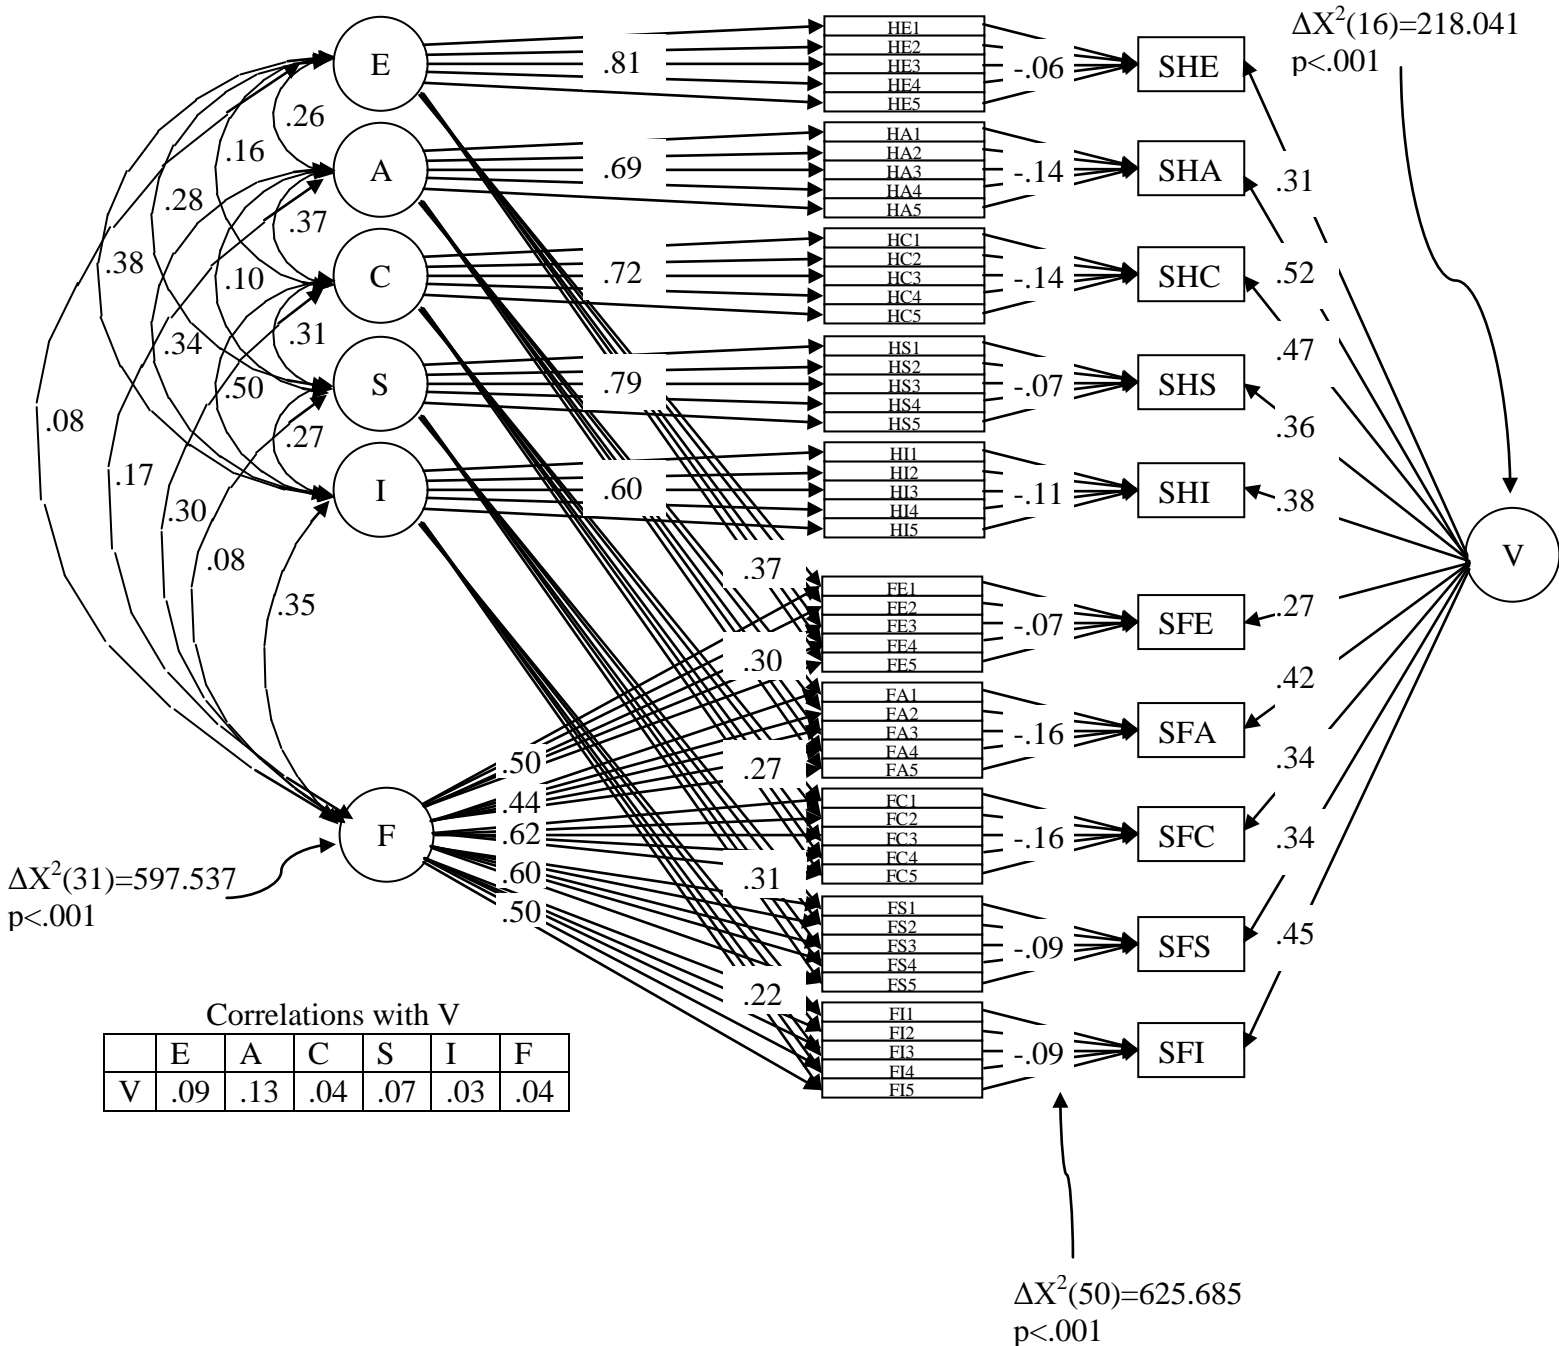 ΔX²(16)=218.041
p<.001
E
A
C
S
I
F
V
.26
.16
.28
.38
.37
.10
.34
.31
.50
.27
.08
.17
.30
.08
.35
.81
.69
.72
.79
.60
.37
.30
.27
.31
.22
.50
.44
.62
.60
.50
HE1
HE2
HE3
HE4
HE5
HA1
HA2
HA3
HA4
HA5
HC1
HC2
HC3
HC4
HC5
HS1
HS2
HS3
HS4
HS5
HI1
HI2
HI3
HI4
HI5
FE1
FE2
FE3
FE4
FE5
FA1
FA2
FA3
FA4
FA5
FC1
FC2
FC3
FC4
FC5
FS1
FS2
FS3
FS4
FS5
FI1
FI2
FI3
FI4
FI5
-.06
-.14
-.14
-.07
-.11
-.07
-.16
-.16
-.09
-.09
SHE
SHA
SHC
SHS
SHI
SFE
SFA
SFC
SFS
SFI
.31
.52
.47
.36
.38
.27
.42
.34
.34
.45
ΔX²(31)=597.537
p<.001
Correlations with V
E A C S I F
V .09 .13 .04 .07 .03 .04
ΔX²(50)=625.685
p<.001